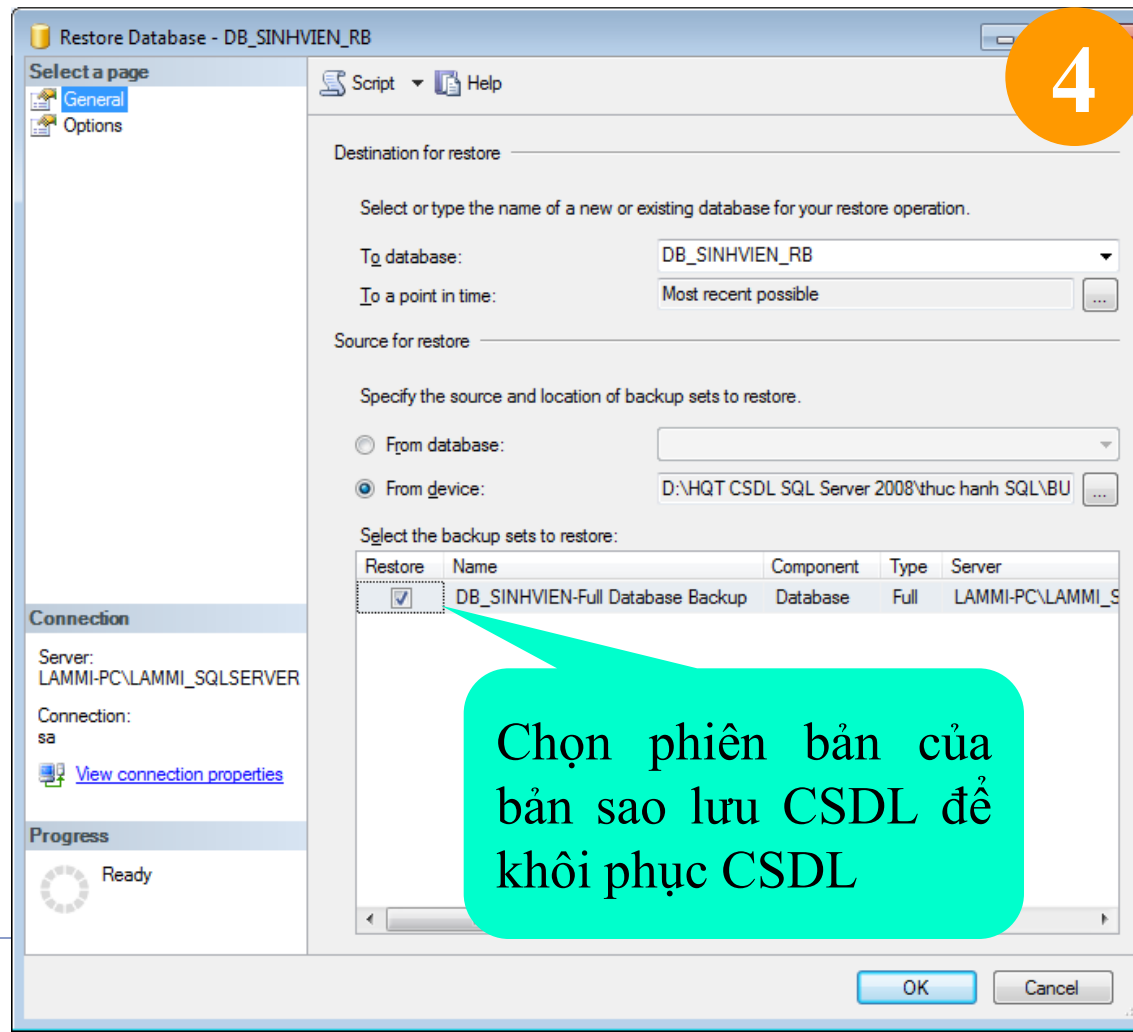 Restore Database - DB_SINHVIEN_RB
4
Select a page
General
Options
Script
Help
Destination for restore
Select or type the name of a new or existing database for your restore operation.
To database:
DB_SINHVIEN_RB
To a point in time:
Most recent possible
...
Source for restore
Specify the source and location of backup sets to restore.
From database:
From device:
D:\HQT CSDL SQL Server 2008\thuc hanh SQL\BU
...
Select the backup sets to restore:
Restore Name Component Type Server
DB_SINHVIEN-Full Database Backup Database Full LAMMI-PC\LAMMI_S
Connection
Server:
LAMMI-PC\LAMMI_SQLSERVER
Connection:
sa
View connection properties
Progress
Ready
Chọn phiên bản của
bản sao lưu CSDL để
khôi phục CSDL
OK
Cancel